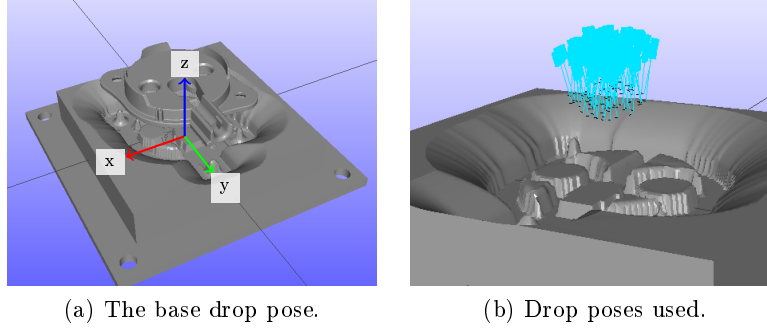 z
x
y
(a) The base drop pose.
(b) Drop poses used.